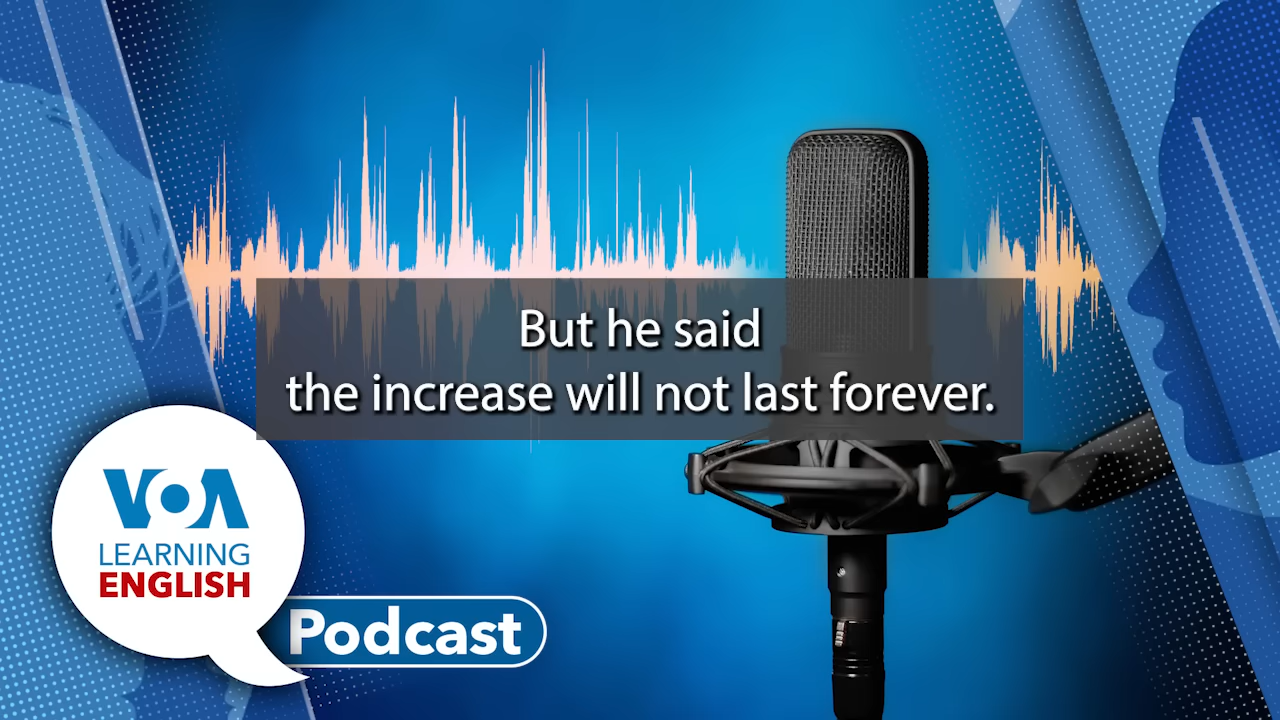 But he said
the increase will not last forever.
VOA
LEARNING
ENGLISH
Podcast